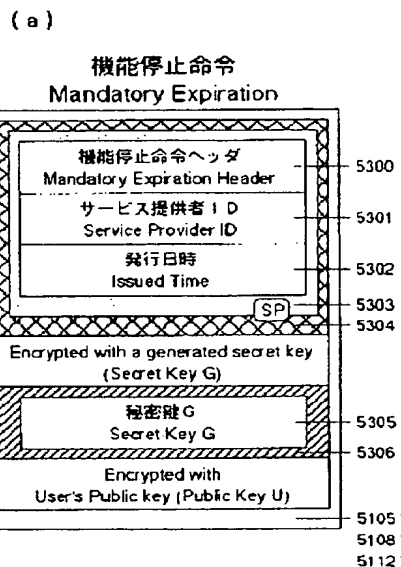 (a)
機能停止命令
Mandatory Expiration
機能停止命令ヘッダ
Mandatory Expiration Header
5300
サービス提供者ID
Service Provider ID
5301
発行日時
Issued Time
5302
5303
SP
5304
Encrypted with a generated secret key
(Secret Key G)
秘密鍵G
Secret Key G
5305
5306
Encrypted with
User's Public key (Public Key U)
5105
5108
5112